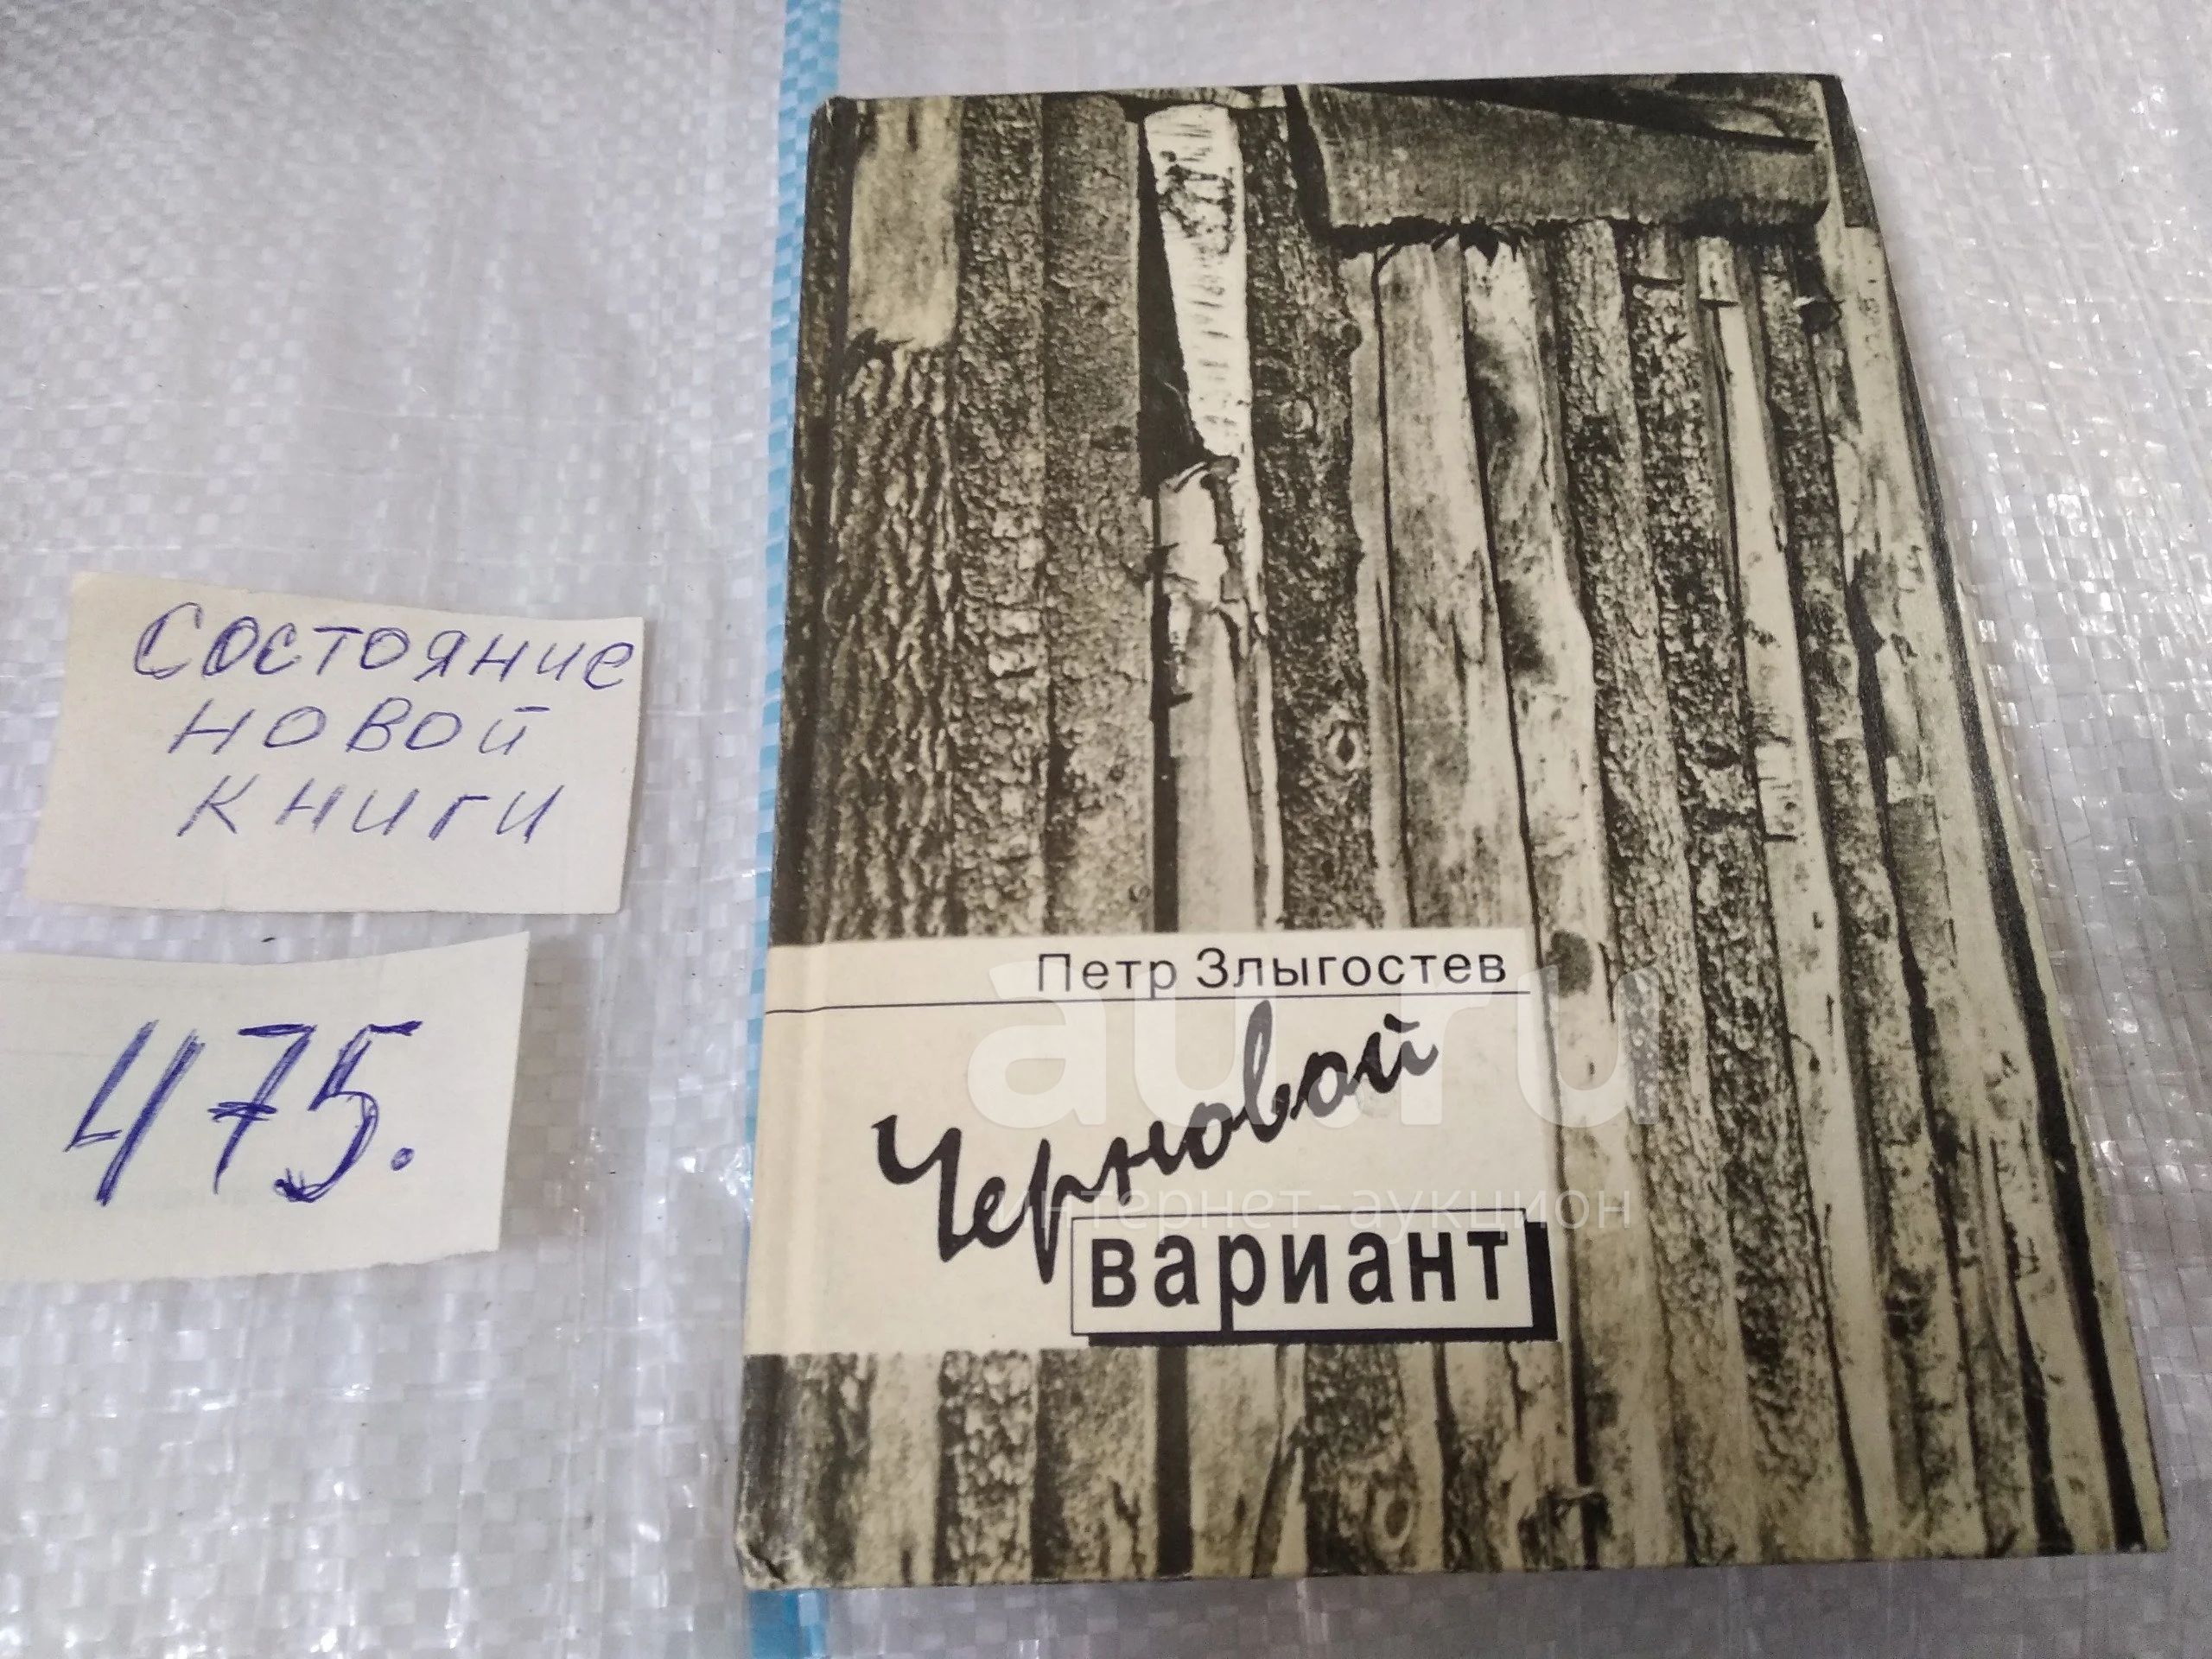 Состояние
новой
книги
475.
Петр Злыгостев
Черновой
вариант
au.ru
интернет-аукцион